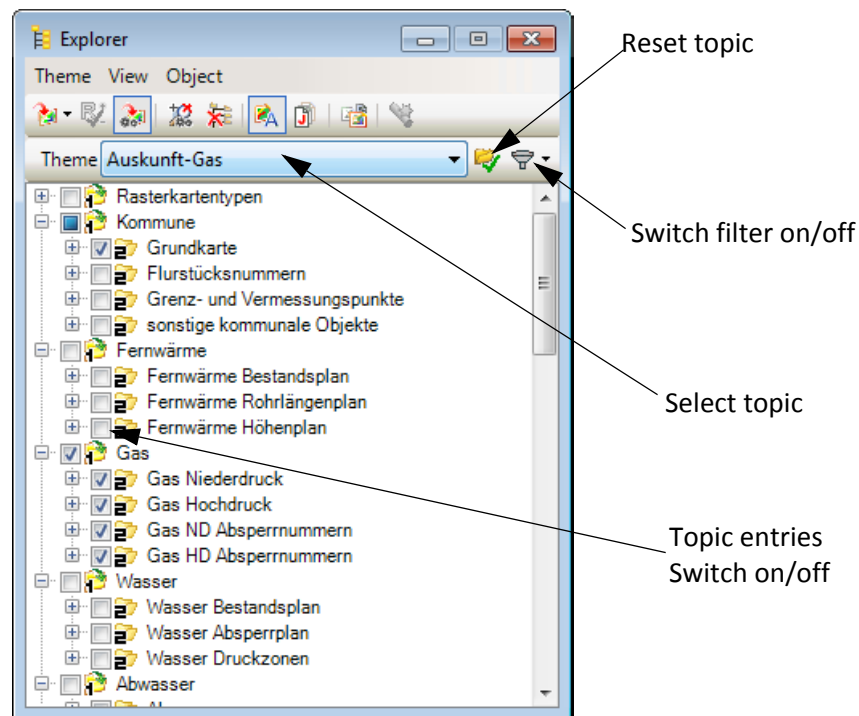 Explorer
Reset topic
Theme View Object
Theme Auskunft-Gas
Rasterkartentypen
Kommune
Switch filter on/off
Grundkarte
Flurstücksnummern
Grenz- und Vermessungspunkte
sonstige kommunale Objekte
Fernwärme
Fernwärme Bestandsplan
Fernwärme Rohrlängenplan
Select topic
Fernwärme Höhenplan
Gas
Gas Niederdruck
Gas Hochdruck
Gas ND Absperrnummern
Topic entries
Gas HD Absperrnummern
Switch on/off
Wasser
Wasser Bestandsplan
Wasser Absperrplan
Wasser Druckzonen
Abwasser